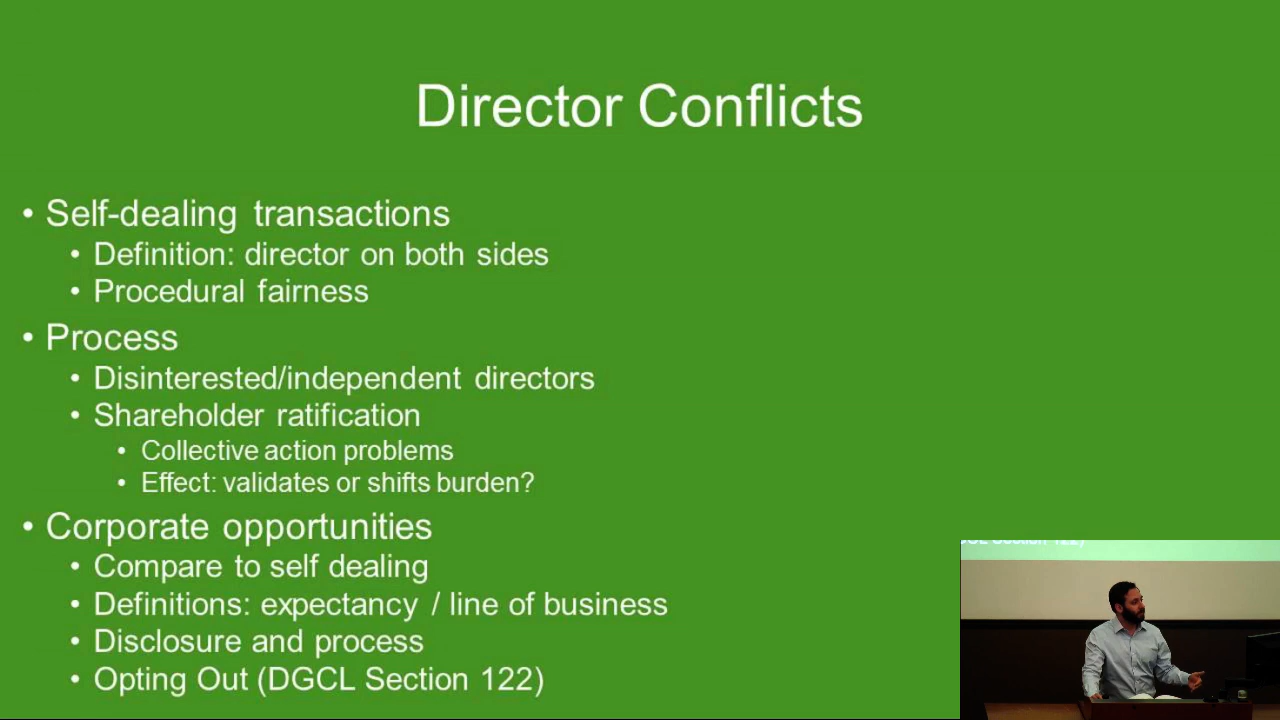 Director Conflicts
• Self-dealing transactions
• Definition: director on both sides
• Procedural fairness
• Process
• Disinterested/independent directors
• Shareholder ratification
• Collective action problems
• Effect: validates or shifts burden?
• Corporate opportunities
• Compare to self dealing
• Definitions: expectancy / line of business
• Disclosure and process
• Opting Out (DGCL Section 122)